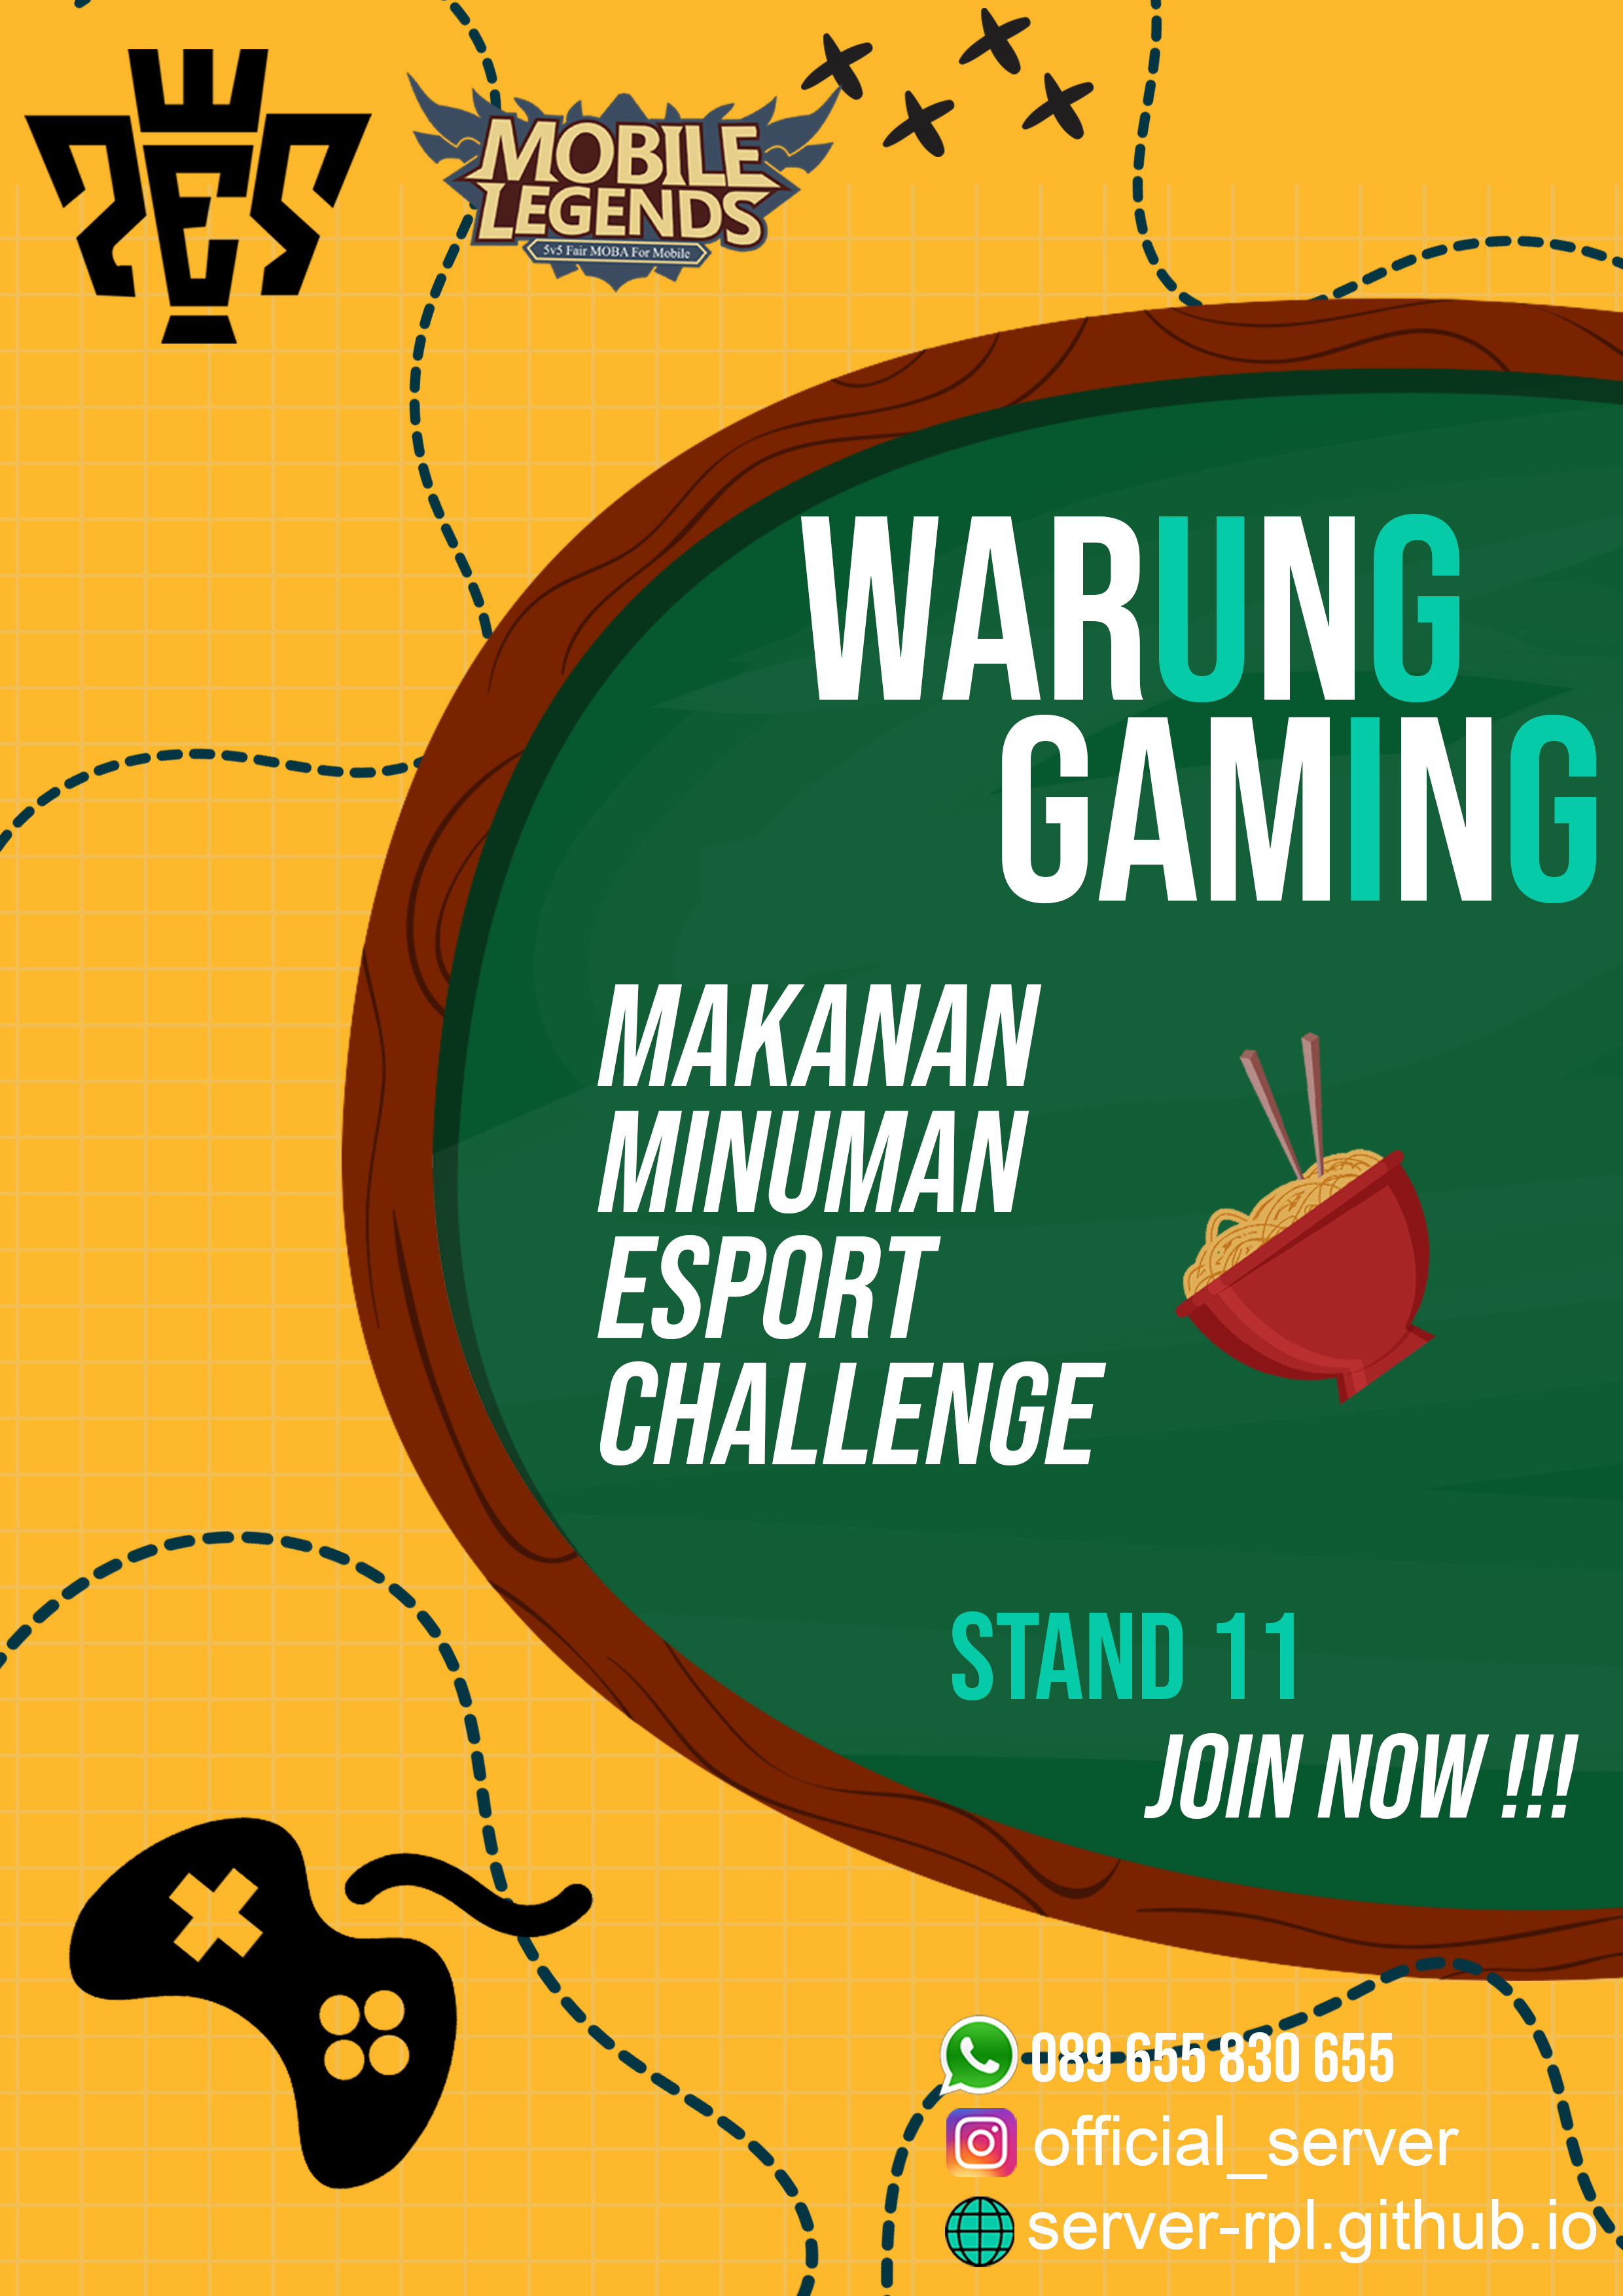 MOBILE
LEGENDS
5v5 Fair MOBA For Mobile
WARUNG
GAMING
MAKANAN
MINUMAN
ESPORT
CHALLENGE
STAND 11
JOIN NOW !!!
089 655 830 655
official_server
server-rpl.github.io